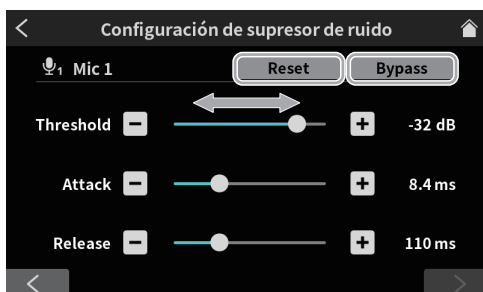 Configuración de supresor de ruido
1 Mic 1 Reset Bypass
Threshold - + -32 dB
Attack - + 8.4 ms
Release - + 110 ms